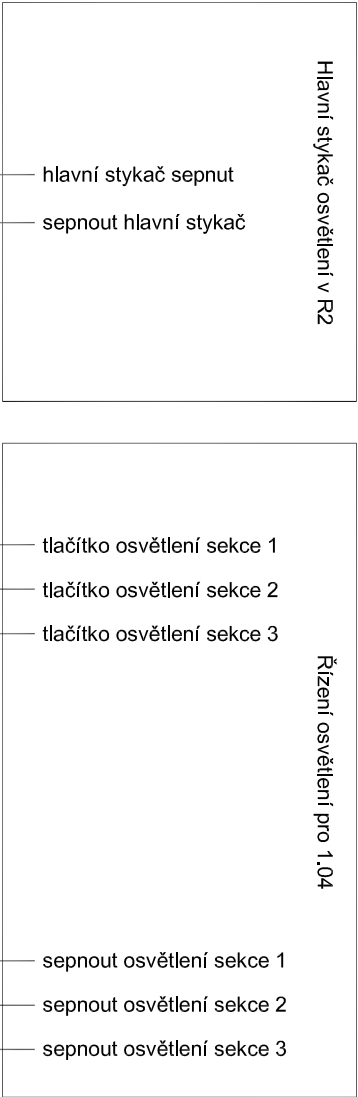 Hlavní stykač osvětlení v R2
hlavní stykač sepnut
sepnout hlavní stykač
Řízení osvětlení pro 1.04
tlačítko osvětlení sekce 1
tlačítko osvětlení sekce 2
tlačítko osvětlení sekce 3
sepnout osvětlení sekce 1
sepnout osvětlení sekce 2
sepnout osvětlení sekce 3